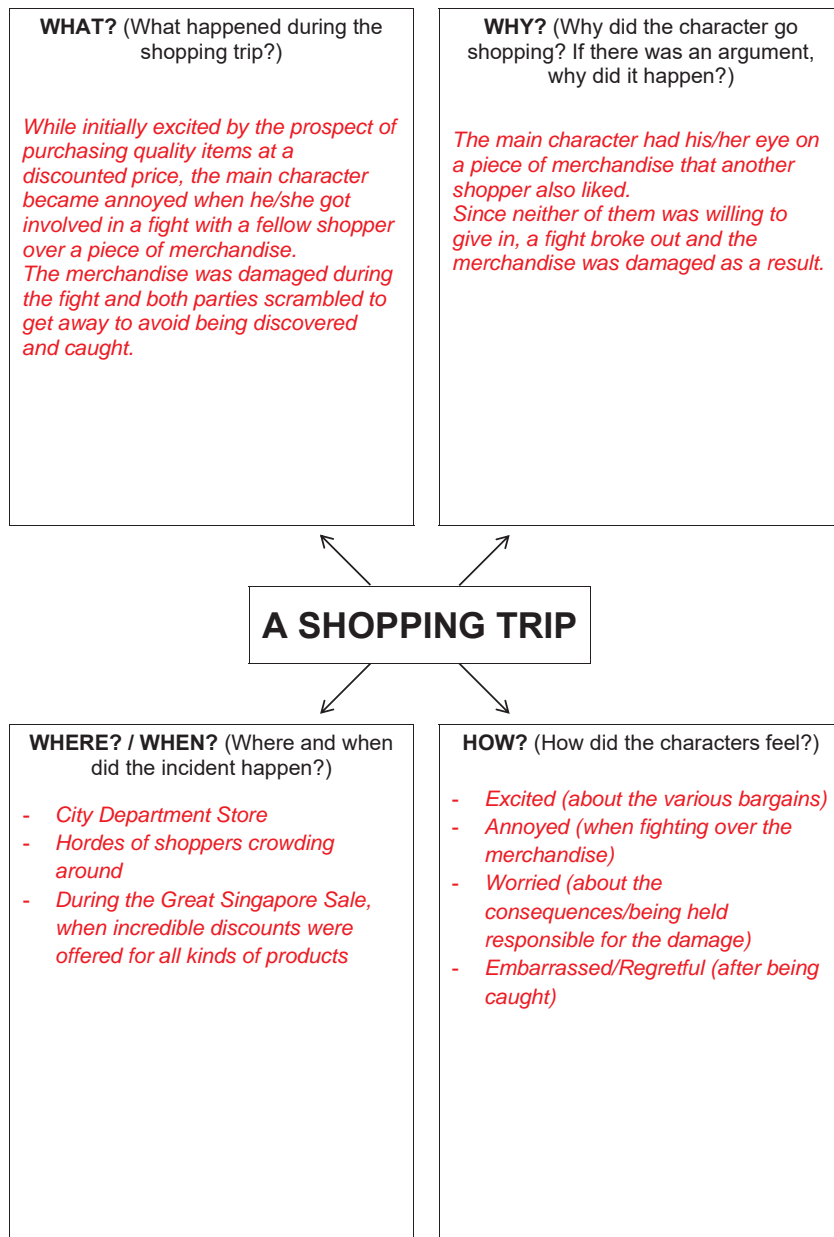 WHAT? (What happened during the
shopping trip?)
While initially excited by the prospect of
purchasing quality items at a
discounted price, the main character
became annoyed when he/she got
involved in a fight with a fellow shopper
over a piece of merchandise.
The merchandise was damaged during
the fight and both parties scrambled to
get away to avoid being discovered
and caught.
WHY? (Why did the character go
shopping? If there was an argument,
why did it happen?)
The main character had his/her eye on
a piece of merchandise that another
shopper also liked.
Since neither of them was willing to
give in, a fight broke out and the
merchandise was damaged as a result.
A SHOPPING TRIP
WHERE? / WHEN? (Where and when
did the incident happen?)
- City Department Store
- Hordes of shoppers crowding
around
- During the Great Singapore Sale,
when incredible discounts were
offered for all kinds of products
HOW? (How did the characters feel?)
- Excited (about the various bargains)
- Annoyed (when fighting over the
merchandise)
- Worried (about the
consequences/being held
responsible for the damage)
- Embarrassed/Regretful (after being
caught)